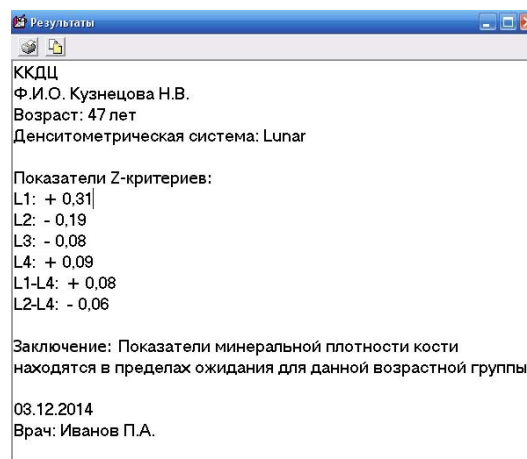 Результаты
ККДЦ
Ф.И.О. Кузнецова Н.В.
Возраст: 47 лет
Денситометрическая система: Lunar
Показатели Z-критериев:
L1: + 0,31
L2: - 0,19
L3: - 0,08
L4: + 0,09
L1-L4: + 0,08
L2-L4: - 0,06
Заключение: Показатели минеральной плотности кости
находятся в пределах ожидания для данной возрастной группы
03.12.2014
Врач: Иванов П.А.